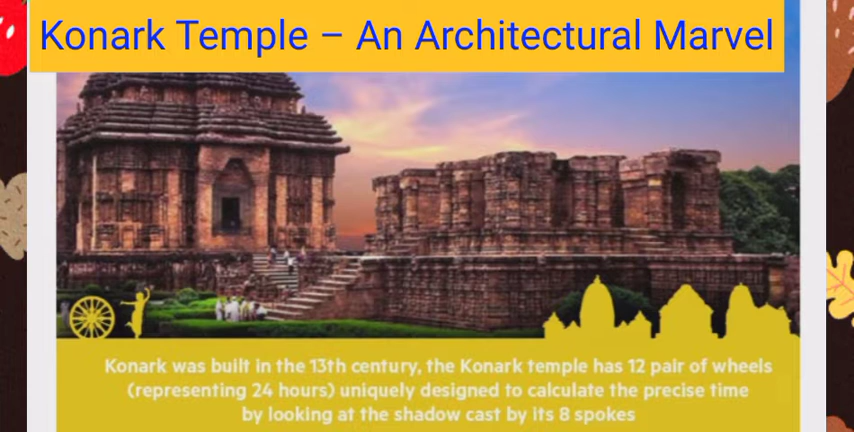 Konark Temple – An Architectural Marvel
Konark was built in the 13th century, the Konark temple has 12 pair of wheels
(representing 24 hours) uniquely designed to calculate the precise time
by looking at the shadow cast by its 8 spokes